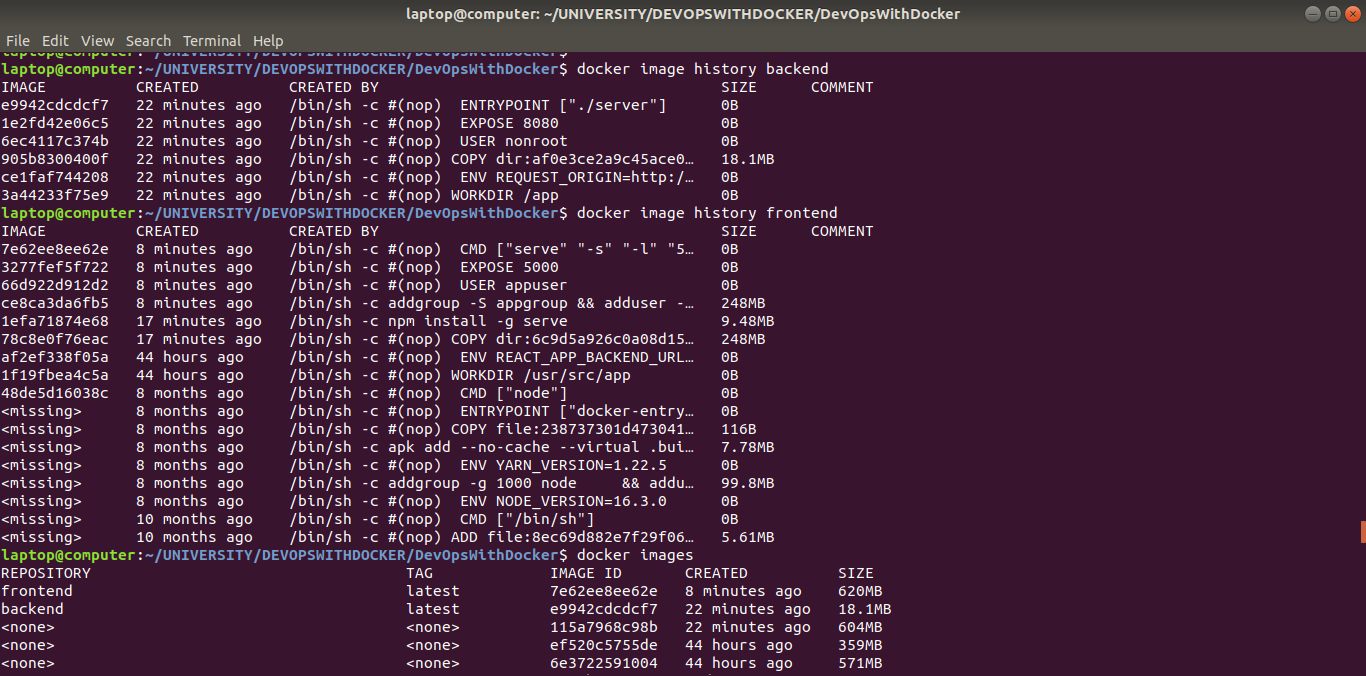 laptop@computer: ~/UNIVERSITY/DEVOPSWITHDOCKER/DevOpsWithDocker
File Edit View Search Terminal Help
laptop@computer:~/UNIVERSITY/DEVOPSWITHDOCKER/DevOpsWithDocker$
laptop@computer:~/UNIVERSITY/DEVOPSWITHDOCKER/DevOpsWithDocker$ docker image history backend
IMAGE CREATED CREATED BY SIZE COMMENT
e9942cdcdcf7 22 minutes ago /bin/sh -c #(nop) ENTRYPOINT ["./server"] 0B
1e2fd42e06c5 22 minutes ago /bin/sh -c #(nop) EXPOSE 8080 0B
6ec4117c374b 22 minutes ago /bin/sh -c #(nop) USER nonroot 0B
905b8300400f 22 minutes ago /bin/sh -c #(nop) COPY dir:af0e3ce2a9c45ace0… 18.1MB
ce1faf744208 22 minutes ago /bin/sh -c #(nop) ENV REQUEST_ORIGIN=http:/… 0B
3a44233f75e9 22 minutes ago /bin/sh -c #(nop) WORKDIR /app 0B
laptop@computer:~/UNIVERSITY/DEVOPSWITHDOCKER/DevOpsWithDocker$ docker image history frontend
IMAGE CREATED CREATED BY SIZE COMMENT
7e62ee8ee62e 8 minutes ago /bin/sh -c #(nop) CMD ["serve" "-s" "-l" "5… 0B
3277fef5f722 8 minutes ago /bin/sh -c #(nop) EXPOSE 5000 0B
66d922d912d2 8 minutes ago /bin/sh -c #(nop) USER appuser 0B
ce8ca3da6fb5 8 minutes ago /bin/sh -c addgroup -S appgroup && adduser -… 248MB
1efa71874e68 17 minutes ago /bin/sh -c npm install -g serve 9.48MB
78c8e0f76eac 17 minutes ago /bin/sh -c #(nop) COPY dir:6c9d5a926c0a08d15… 248MB
af2ef338f05a 44 hours ago /bin/sh -c #(nop) ENV REACT_APP_BACKEND_URL… 0B
1f19fbea4c5a 44 hours ago /bin/sh -c #(nop) WORKDIR /usr/src/app 0B
48de5d16038c 8 months ago /bin/sh -c #(nop) CMD ["node"] 0B
<missing> 8 months ago /bin/sh -c #(nop) ENTRYPOINT ["docker-entry… 0B
<missing> 8 months ago /bin/sh -c #(nop) COPY file:238737301d473041… 116B
<missing> 8 months ago /bin/sh -c apk add --no-cache --virtual .bui… 7.78MB
<missing> 8 months ago /bin/sh -c #(nop) ENV YARN_VERSION=1.22.5 0B
<missing> 8 months ago /bin/sh -c addgroup -g 1000 node && addu… 99.8MB
<missing> 8 months ago /bin/sh -c #(nop) ENV NODE_VERSION=16.3.0 0B
<missing> 10 months ago /bin/sh -c #(nop) CMD ["/bin/sh"] 0B
<missing> 10 months ago /bin/sh -c #(nop) ADD file:8ec69d882e7f29f06… 5.61MB
laptop@computer:~/UNIVERSITY/DEVOPSWITHDOCKER/DevOpsWithDocker$ docker images
REPOSITORY TAG IMAGE ID CREATED SIZE
frontend latest 7e62ee8ee62e 8 minutes ago 620MB
backend latest e9942cdcdcf7 22 minutes ago 18.1MB
<none> <none> 115a7968c98b 22 minutes ago 604MB
<none> <none> ef520c5755de 44 hours ago 359MB
<none> <none> 6e3722591004 44 hours ago 571MB